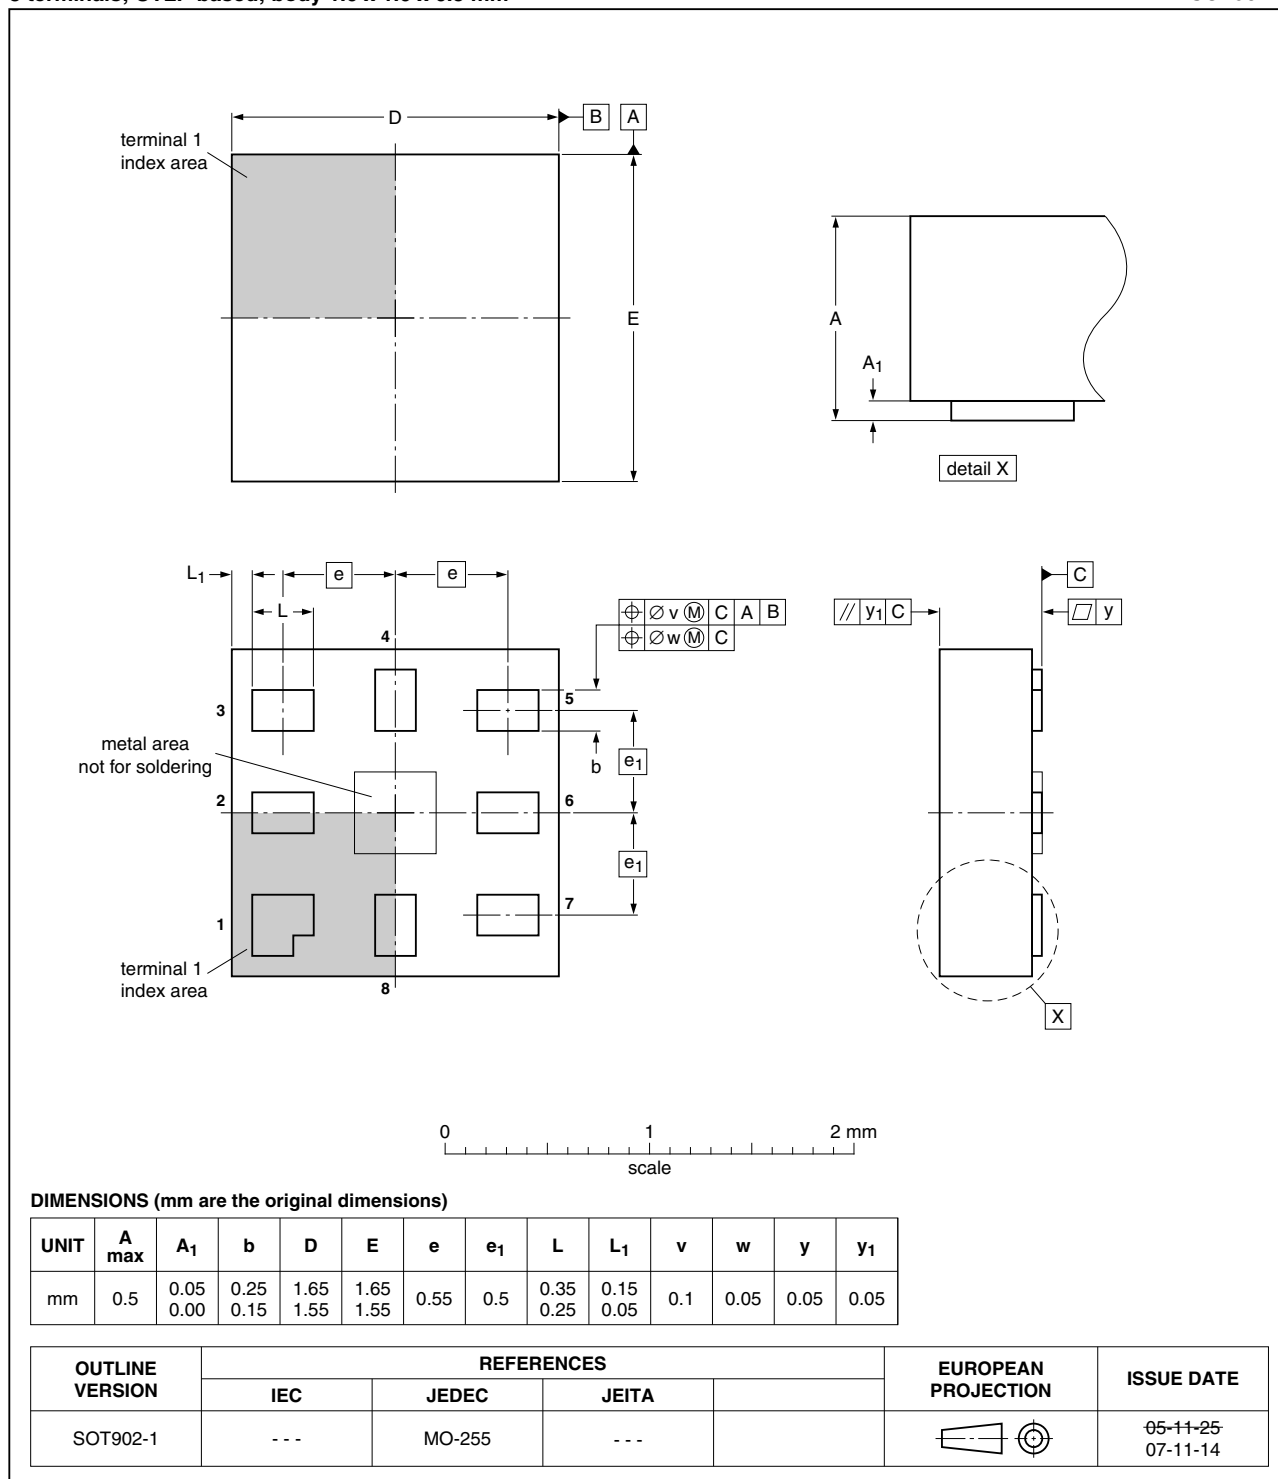 D
B
A
terminal 1
index area
E
A
A1
detail X
L1
e
e
L
4
⌖ ∅ v Ⓜ C A B
⌖ ∅ w Ⓜ C
// y1 C
C
⏥ y
3
5
metal area
not for soldering
b
e1
2
6
e1
1
7
terminal 1
index area
8
X
0 1 2 mm
scale
DIMENSIONS (mm are the original dimensions)
UNIT A max A1 b D E e e1 L L1 v w y y1
mm 0.5 0.05 0.00 0.25 0.15 1.65 1.55 1.65 1.55 0.55 0.5 0.35 0.25 0.15 0.05 0.1 0.05 0.05 0.05
OUTLINE VERSION REFERENCES EUROPEAN PROJECTION ISSUE DATE
IEC JEDEC JEITA
SOT902-1 - - - MO-255 - - - 05-11-25
07-11-14